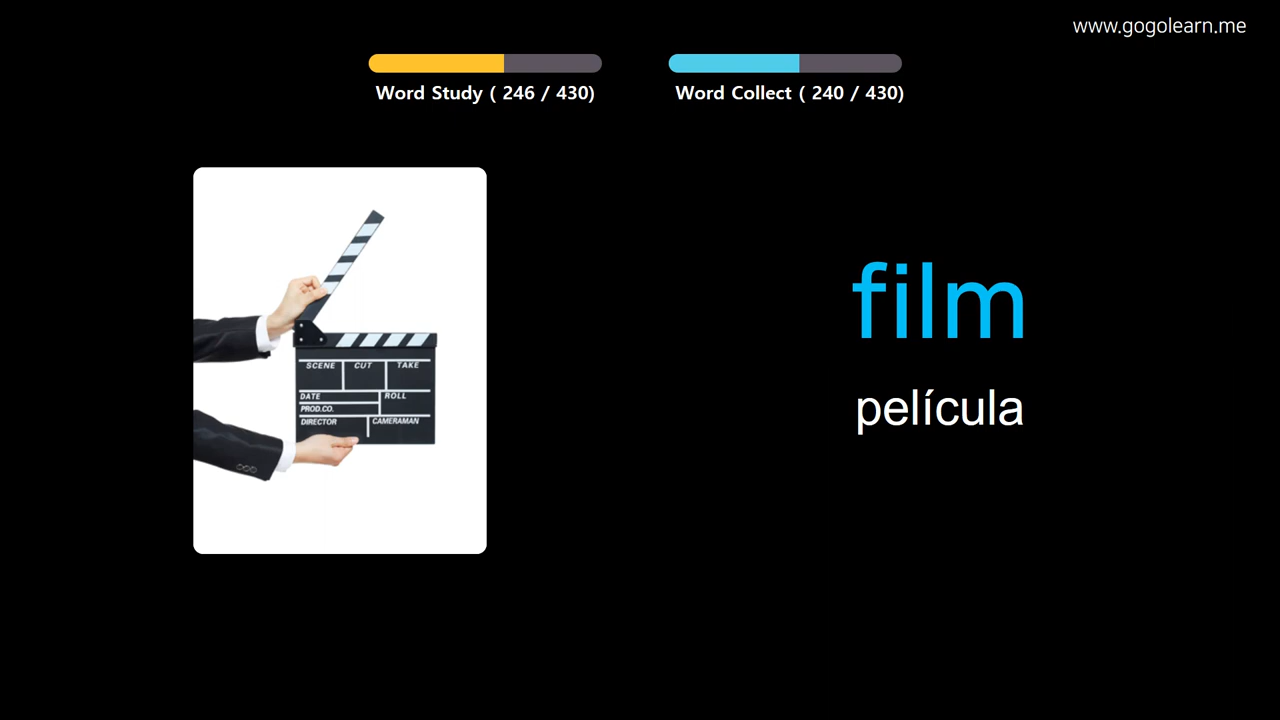 www.gogolearn.me
Word Study ( 246 / 430)
Word Collect ( 240 / 430)
SCENE CUT TAKE
DATE ROLL
PROD.CO.
DIRECTOR CAMERAMAN
film
película